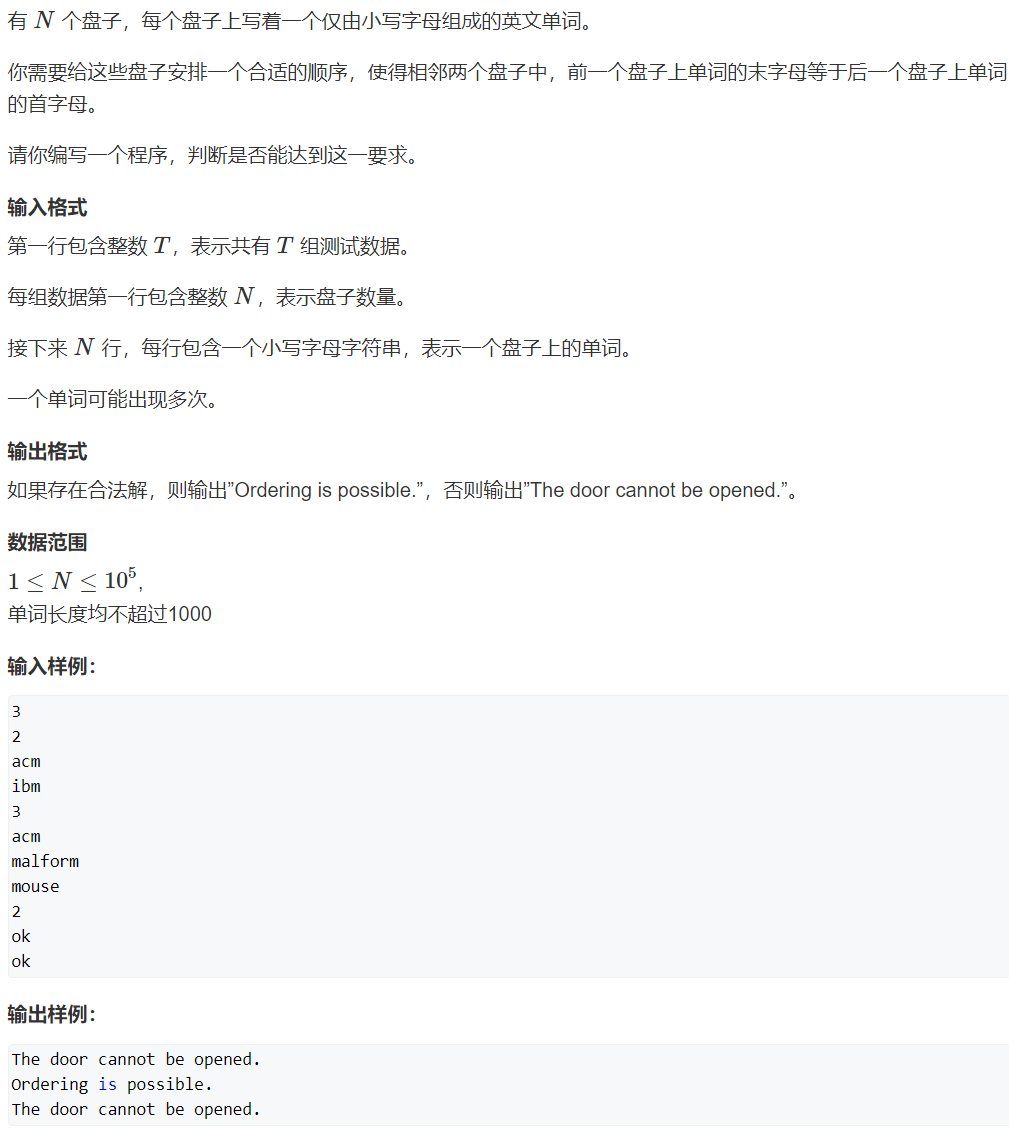 有 N 个盘子，每个盘子上写着一个仅由小写字母组成的英文单词。
你需要给这些盘子安排一个合适的顺序，使得相邻两个盘子中，前一个盘子上单词的末字母等于后一个盘子上单词
的首字母。
请你编写一个程序，判断是否能达到这一要求。
输入格式
第一行包含整数 T，表示共有 T 组测试数据。
每组数据第一行包含整数 N，表示盘子数量。
接下来 N 行，每行包含一个小写字母字符串，表示一个盘子上的单词。
一个单词可能出现多次。
输出格式
如果存在合法解，则输出”Ordering is possible.”，否则输出”The door cannot be opened.”。
数据范围
1 ≤ N ≤ 10⁵,
单词长度均不超过1000
输入样例：
3
2
acm
ibm
3
acm
malform
mouse
2
ok
ok
输出样例：
The door cannot be opened.
Ordering is possible.
The door cannot be opened.